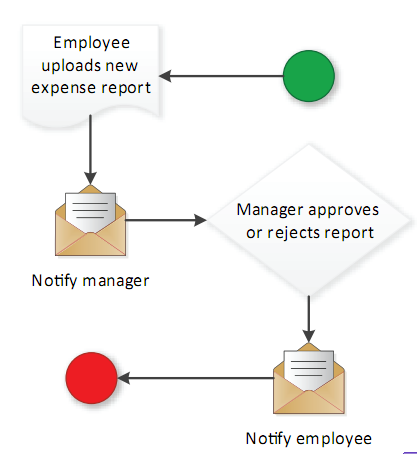 Employee
uploads new
expense report
Manager approves
or rejects report
Notify manager
Notify employee